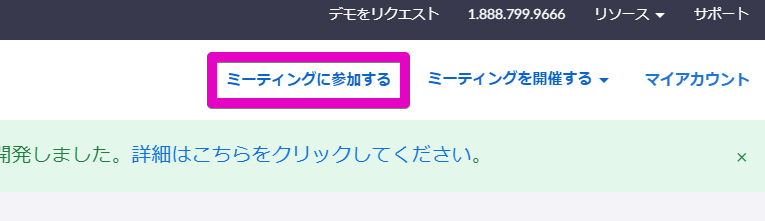 デモをリクエスト 1.888.799.9666 リソース サポート
ミーティングに参加する ミーティングを開催する マイアカウント
開発しました。詳細はこちらをクリックしてください。 ×